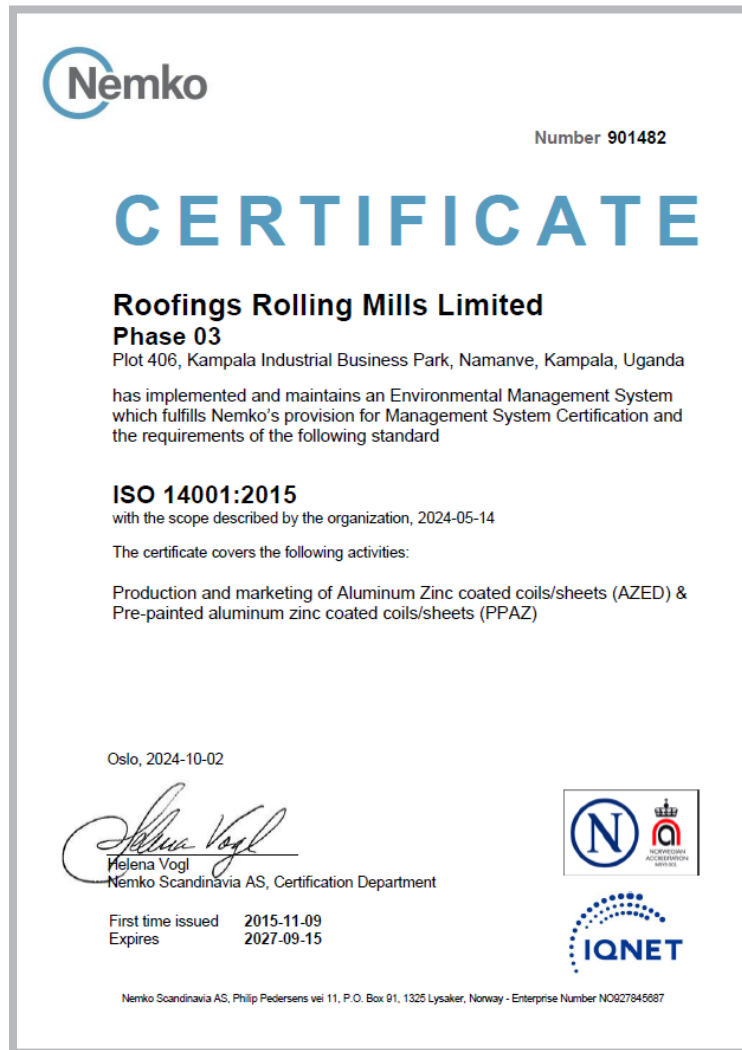 Nemko
Number 901482
CERTIFICATE
Roofings Rolling Mills Limited
Phase 03
Plot 406, Kampala Industrial Business Park, Namanve, Kampala, Uganda
has implemented and maintains an Environmental Management System
which fulfills Nemko's provision for Management System Certification and
the requirements of the following standard
ISO 14001:2015
with the scope described by the organization, 2024-05-14
The certificate covers the following activities:
Production and marketing of Aluminum Zinc coated coils/sheets (AZED) &
Pre-painted aluminum zinc coated coils/sheets (PPAZ)
Oslo, 2024-10-02
Helena Vogl
Helena Vogl
Nemko Scandinavia AS, Certification Department
N
NORWEGIAN
ACCREDITATION
First time issued 2015-11-09
Expires 2027-09-15
IQNET
Nemko Scandinavia AS, Philip Pedersens vei 11, P.O. Box 91, 1325 Lysaker, Norway - Enterprise Number NO927845687